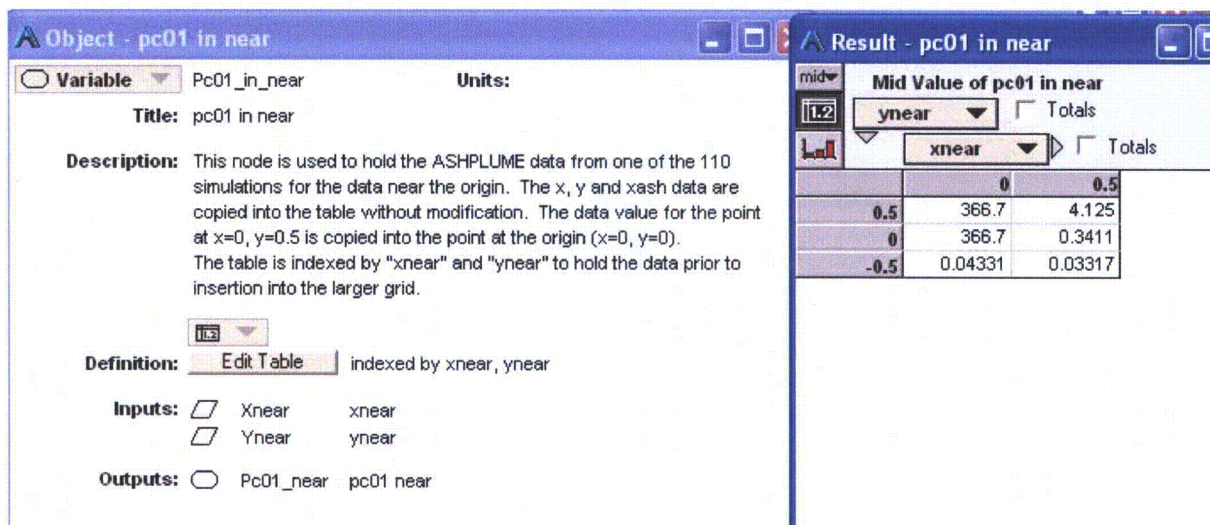 Object - pc01 in near
Variable Pc01_in_near Units:
Title: pc01 in near
Description: This node is used to hold the ASHPLUME data from one of the 110
simulations for the data near the origin. The x, y and xash data are
copied into the table without modification. The data value for the point
at x=0, y=0.5 is copied into the point at the origin (x=0, y=0).
The table is indexed by "xnear" and "ynear" to hold the data prior to
insertion into the larger grid.
1.2
Definition: Edit Table indexed by xnear, ynear
Inputs: Xnear xnear
Ynear ynear
Outputs: Pc01_near pc01 near
Result - pc01 in near
mid Mid Value of pc01 in near
1.2 ynear Totals
xnear Totals
0 0.5
0.5 366.7 4.125
0 366.7 0.3411
-0.5 0.04331 0.03317